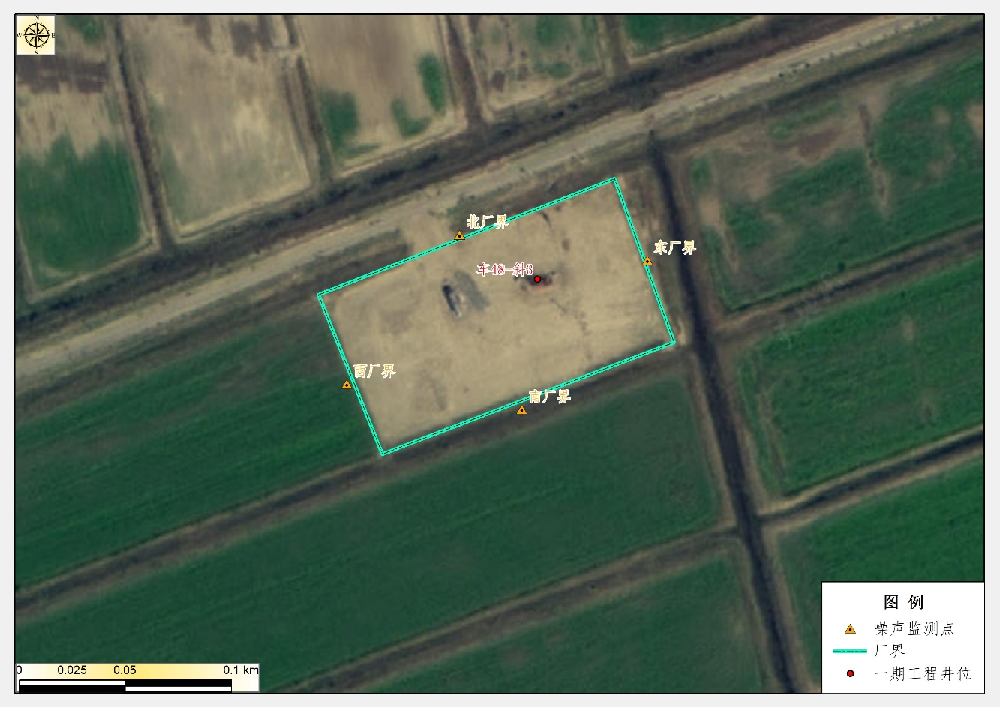 N
W E
S
北厂界
东厂界
车48-斜3
西厂界
南厂界
图 例
噪声监测点
厂界
一期工程井位
0 0.025 0.05 0.1 km